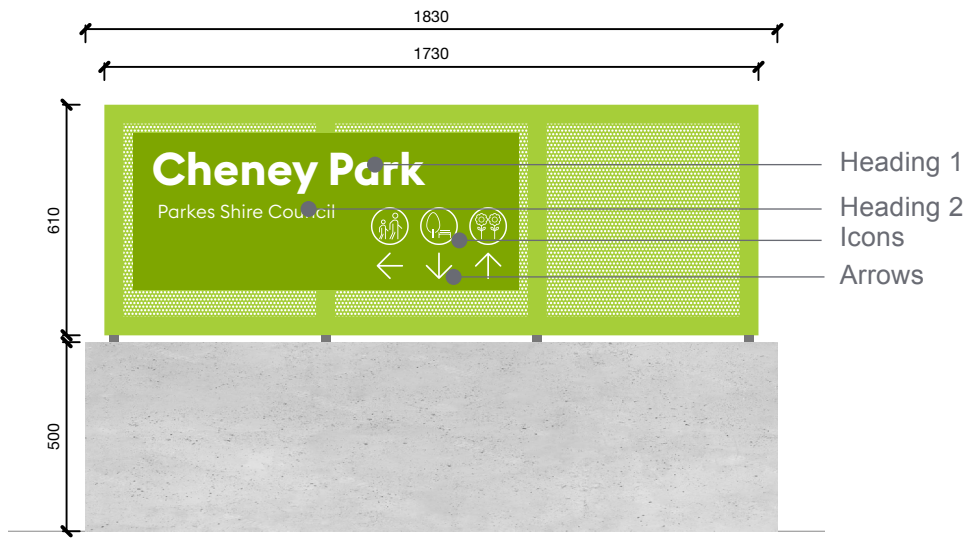 1830
1730
610
Cheney Park
Parkes Shire Council
Heading 1
Heading 2
Icons
Arrows
500